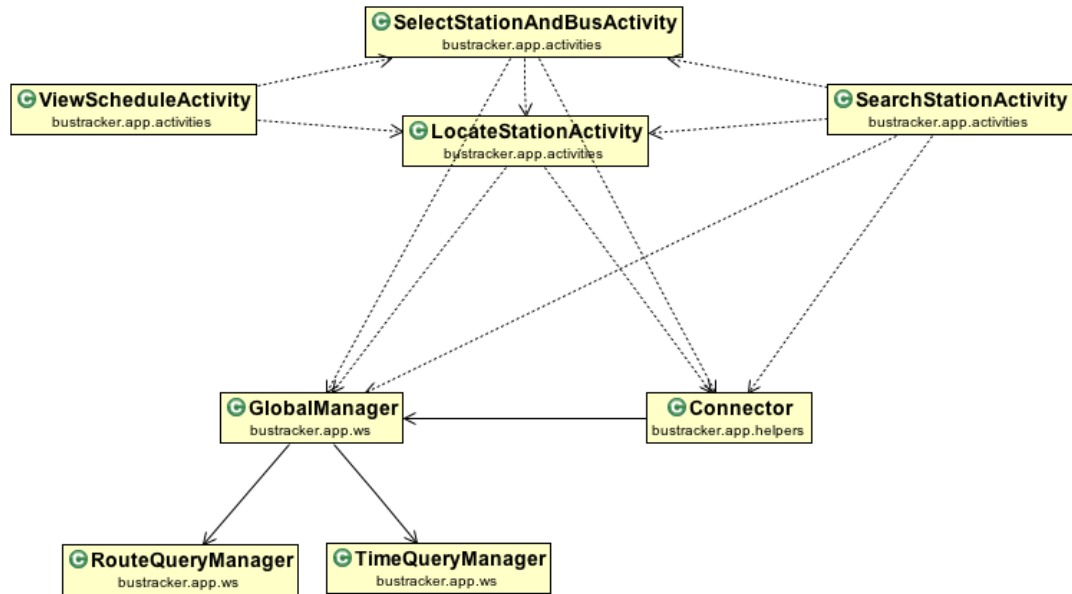 SelectStationAndBusActivity
bustracker.app.activities
ViewScheduleActivity
bustracker.app.activities
LocateStationActivity
bustracker.app.activities
SearchStationActivity
bustracker.app.activities
GlobalManager
bustracker.app.ws
Connector
bustracker.app.helpers
RouteQueryManager
bustracker.app.ws
TimeQueryManager
bustracker.app.ws